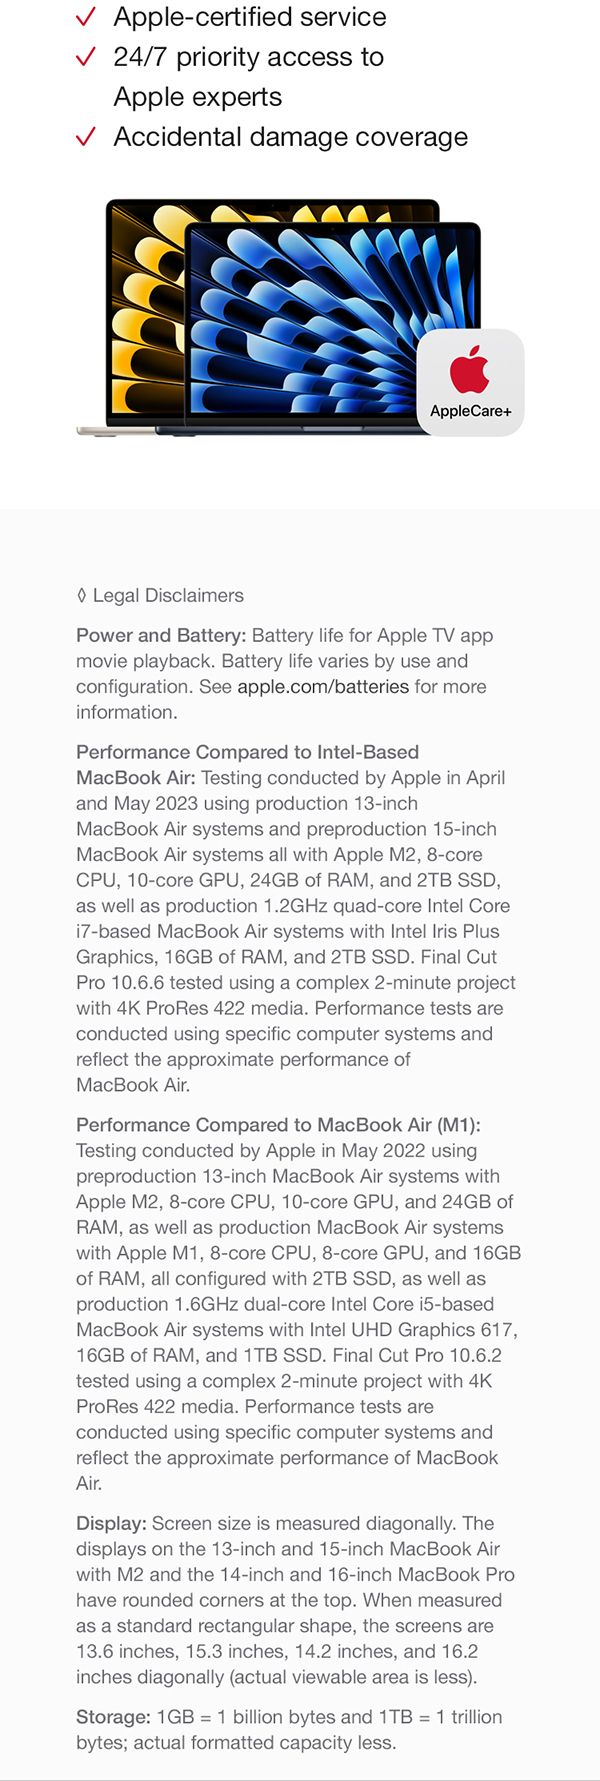 Apple-certified service
24/7 priority access to
Apple experts
Accidental damage coverage
AppleCare+
◊ Legal Disclaimers
Power and Battery: Battery life for Apple TV app
movie playback. Battery life varies by use and
configuration. See apple.com/batteries for more
information.
Performance Compared to Intel-Based
MacBook Air: Testing conducted by Apple in April
and May 2023 using production 13-inch
MacBook Air systems and preproduction 15-inch
MacBook Air systems all with Apple M2, 8-core
CPU, 10-core GPU, 24GB of RAM, and 2TB SSD,
as well as production 1.2GHz quad-core Intel Core
i7-based MacBook Air systems with Intel Iris Plus
Graphics, 16GB of RAM, and 2TB SSD. Final Cut
Pro 10.6.6 tested using a complex 2-minute project
with 4K ProRes 422 media. Performance tests are
conducted using specific computer systems and
reflect the approximate performance of
MacBook Air.
Performance Compared to MacBook Air (M1):
Testing conducted by Apple in May 2022 using
preproduction 13-inch MacBook Air systems with
Apple M2, 8-core CPU, 10-core GPU, and 24GB of
RAM, as well as production MacBook Air systems
with Apple M1, 8-core CPU, 8-core GPU, and 16GB
of RAM, all configured with 2TB SSD, as well as
production 1.6GHz dual-core Intel Core i5-based
MacBook Air systems with Intel UHD Graphics 617,
16GB of RAM, and 1TB SSD. Final Cut Pro 10.6.2
tested using a complex 2-minute project with 4K
ProRes 422 media. Performance tests are
conducted using specific computer systems and
reflect the approximate performance of MacBook
Air.
Display: Screen size is measured diagonally. The
displays on the 13-inch and 15-inch MacBook Air
with M2 and the 14-inch and 16-inch MacBook Pro
have rounded corners at the top. When measured
as a standard rectangular shape, the screens are
13.6 inches, 15.3 inches, 14.2 inches, and 16.2
inches diagonally (actual viewable area is less).
Storage: 1GB = 1 billion bytes and 1TB = 1 trillion
bytes; actual formatted capacity less.